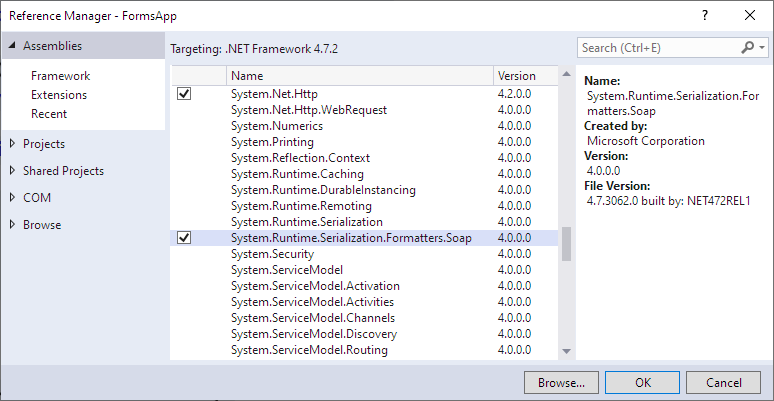 Reference Manager - FormsApp
?
Assemblies
Framework
Extensions
Recent
Projects
Shared Projects
COM
Browse
Targeting: .NET Framework 4.7.2
Name Version
System.Net.Http 4.2.0.0
System.Net.Http.WebRequest 4.0.0.0
System.Numerics 4.0.0.0
System.Printing 4.0.0.0
System.Reflection.Context 4.0.0.0
System.Runtime.Caching 4.0.0.0
System.Runtime.DurableInstancing 4.0.0.0
System.Runtime.Remoting 4.0.0.0
System.Runtime.Serialization 4.0.0.0
System.Runtime.Serialization.Formatters.Soap 4.0.0.0
System.Security 4.0.0.0
System.ServiceModel 4.0.0.0
System.ServiceModel.Activation 4.0.0.0
System.ServiceModel.Activities 4.0.0.0
System.ServiceModel.Channels 4.0.0.0
System.ServiceModel.Discovery 4.0.0.0
System.ServiceModel.Routing 4.0.0.0
Search (Ctrl+E)
Name:
System.Runtime.Serialization.For
matters.Soap
Created by:
Microsoft Corporation
Version:
4.0.0.0
File Version:
4.7.3062.0 built by: NET472REL1
Browse...
OK
Cancel